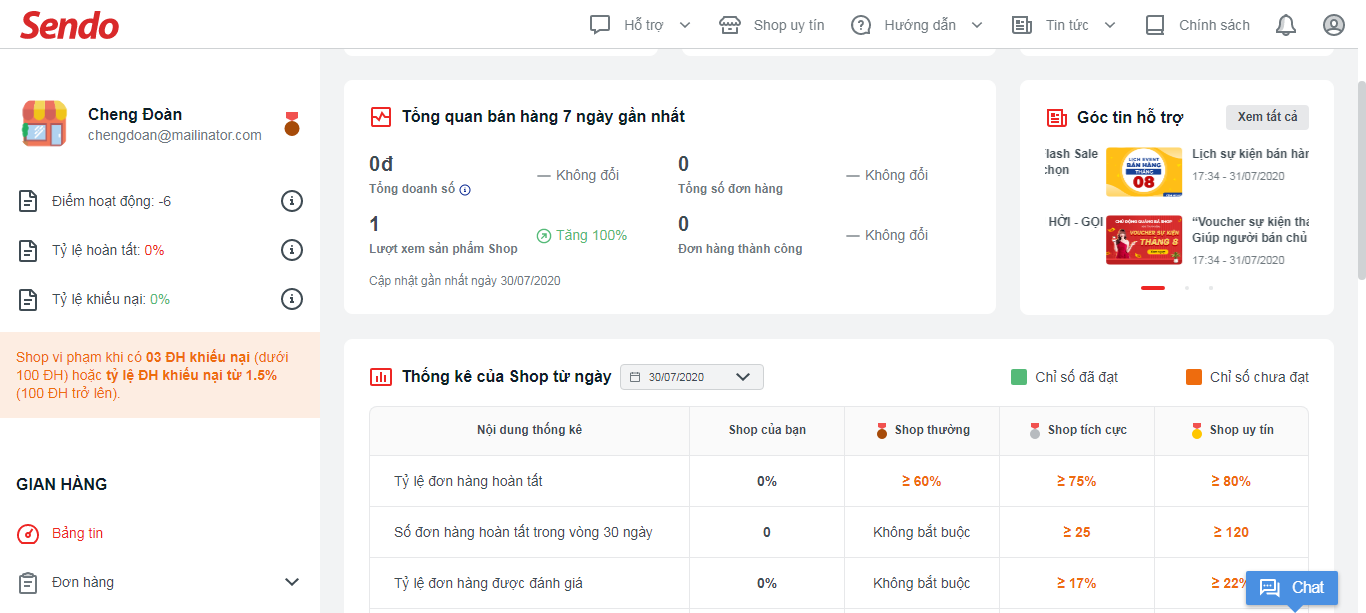 Sendo
Hỗ trợ
Shop uy tín
Hướng dẫn
Tin tức
Chính sách
Cheng Đoàn
chengdoan@mailinator.com
Điểm hoạt động: -6
Tỷ lệ hoàn tất: 0%
Tỷ lệ khiếu nại: 0%
Shop vi phạm khi có 03 ĐH khiếu nại (dưới
100 ĐH) hoặc tỷ lệ ĐH khiếu nại từ 1.5%
(100 ĐH trở lên).
GIAN HÀNG
Bảng tin
Đơn hàng
Tổng quan bán hàng 7 ngày gần nhất
0đ
Tổng doanh số
— Không đổi
0
Tổng số đơn hàng
— Không đổi
1
Lượt xem sản phẩm Shop
Tăng 100%
0
Đơn hàng thành công
— Không đổi
Cập nhật gần nhất ngày 30/07/2020
Góc tin hỗ trợ
Xem tất cả
lash Sale
chọn
LỊCH EVENT
BÁN HÀNG
THÁNG
08
Lịch sự kiện bán hàn
17:34 - 31/07/2020
HỜI - GỌI
CHỦ ĐỘNG QUẢNG BÁ SHOP
VOUCHER SỰ KIỆN
THANG 8
“Voucher sự kiện thá
Giúp người bán chủ
17:34 - 31/07/2020
Thống kê của Shop từ ngày
30/07/2020
Chỉ số đã đạt
Chỉ số chưa đạt
Nội dung thống kê
Shop của bạn
Shop thường
Shop tích cực
Shop uy tín
Tỷ lệ đơn hàng hoàn tất
0%
≥ 60%
≥ 75%
≥ 80%
Số đơn hàng hoàn tất trong vòng 30 ngày
0
Không bắt buộc
≥ 25
≥ 120
Tỷ lệ đơn hàng được đánh giá
0%
Không bắt buộc
≥ 17%
≥ 22%
Chat